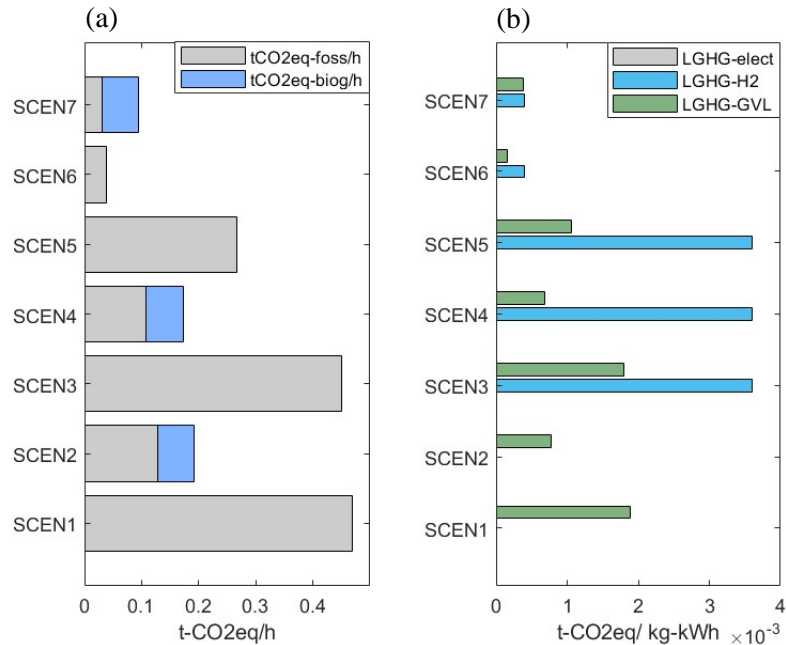 (a)
tCO2eq-foss/h
tCO2eq-biog/h
SCEN7
SCEN6
SCEN5
SCEN4
SCEN3
SCEN2
SCEN1
0 0.1 0.2 0.3 0.4
t-CO2eq/h
(b)
LGHG-elect
LGHG-H2
LGHG-GVL
SCEN7
SCEN6
SCEN5
SCEN4
SCEN3
SCEN2
SCEN1
0 1 2 3 4
t-CO2eq/ kg-kWh ×10-3